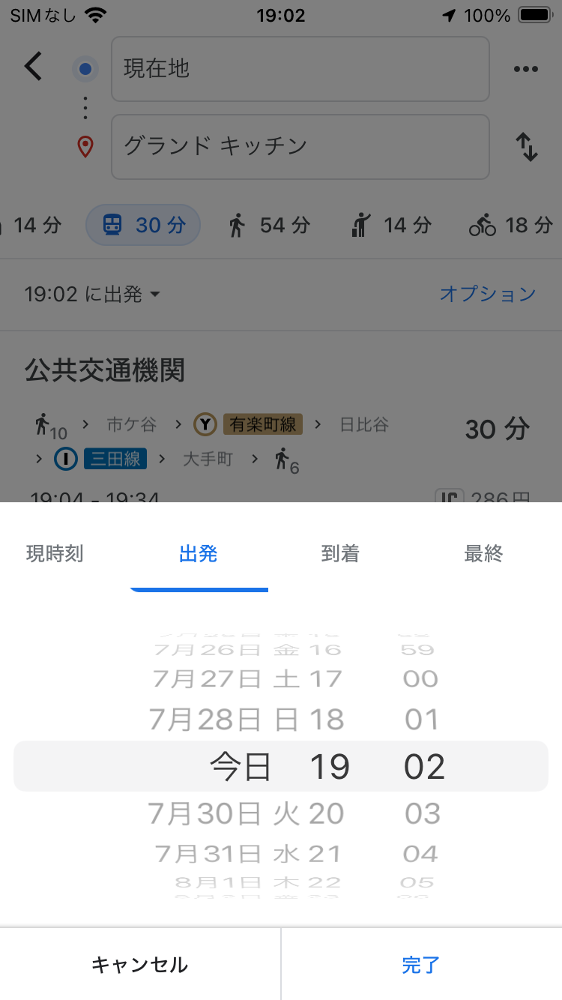 SIMなし 19:02 100%
現在地
グランド キッチン
14 分 30 分 54 分 14 分 18 分
19:02 に出発 オプション
公共交通機関
10 市ケ谷 Y 有楽町線 日比谷 30 分
I 三田線 大手町 6
19:04 - 19:34 IC 286円
現時刻 出発 到着 最終
7月26日 金 16 59
7月27日 土 17 00
7月28日 日 18 01
今日 19 02
7月30日 火 20 03
7月31日 水 21 04
8月1日 木 22 05
キャンセル 完了